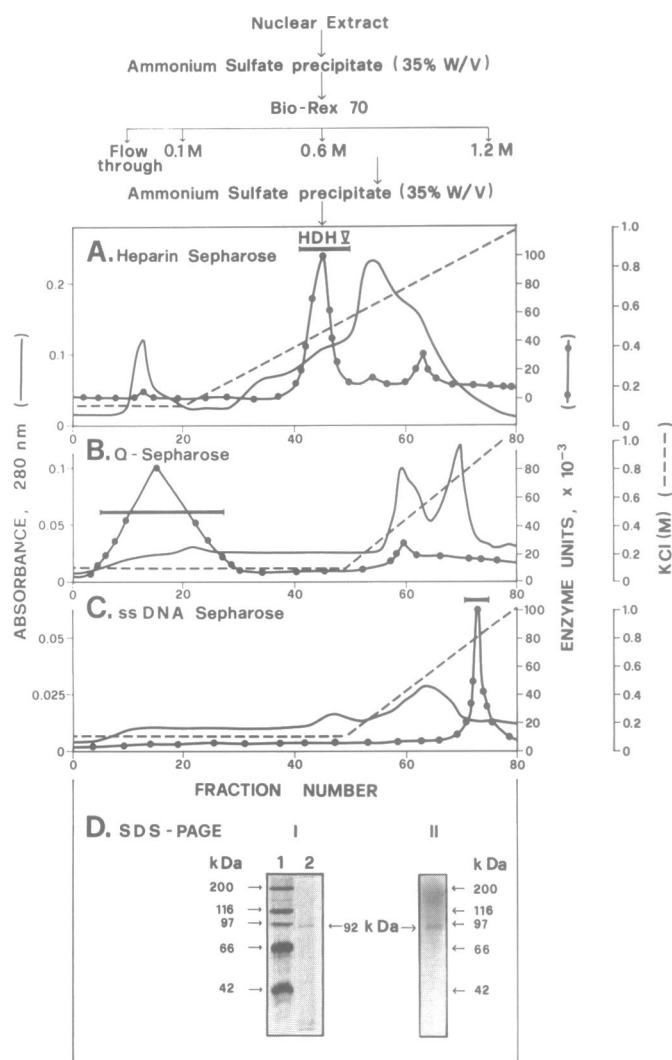 Nuclear Extract
Ammonium Sulfate precipitate (35% W/V)
Bio-Rex 70
Flow through 0.1 M 0.6 M 1.2 M
Ammonium Sulfate precipitate (35% W/V)
A. Heparin Sepharose
HDH V
0.2
0.1
0
100
80
60
40
20
0
1.0
0.8
0.6
0.4
0.2
0
0 20 40 60 80
B. Q-Sepharose
0.1
0.05
0
80
60
40
20
0
1.0
0.8
0.6
0.4
0.2
0
0 20 40 60 80
C. ss DNA Sepharose
0.05
0.025
0
100
80
60
40
20
0
1.0
0.8
0.6
0.4
0.2
0
0 20 40 60 80
ABSORBANCE, 280 nm (——)
ENZYME UNITS, x 10-3
KCl (M) (----)
FRACTION NUMBER
D. SDS-PAGE I II
kDa 1 2 kDa
200
116
97
66
42
←92 kDa→
200
116
97
66
42